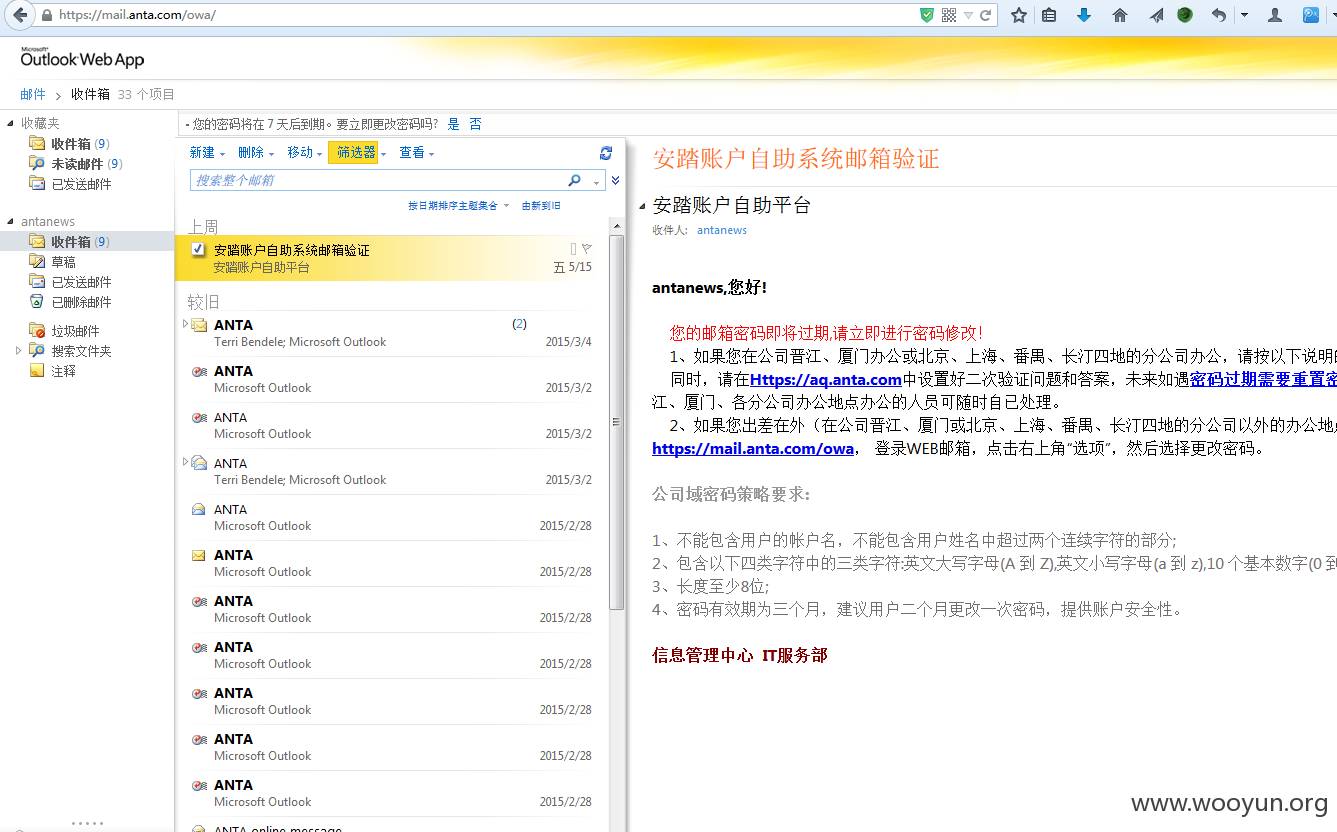 https://mail.anta.com/owa/
Microsoft®
Outlook Web App
邮件 › 收件箱 33 个项目
收藏夹
收件箱 (9)
未读邮件 (9)
已发送邮件
antanews
收件箱 (9)
草稿
已发送邮件
已删除邮件
垃圾邮件
搜索文件夹
注释
- 您的密码将在 7 天后到期。要立即更改密码吗? 是 否
新建 删除 移动 筛选器 查看
搜索整个邮箱
按日期排序主题集合 由新到旧
上周
安踏账户自助系统邮箱验证
安踏账户自助平台 五 5/15
较旧
ANTA (2)
Terri Bendele; Microsoft Outlook 2015/3/4
ANTA
Microsoft Outlook 2015/3/2
ANTA
Microsoft Outlook 2015/3/2
ANTA
Terri Bendele; Microsoft Outlook 2015/3/2
ANTA
Microsoft Outlook 2015/2/28
ANTA
Microsoft Outlook 2015/2/28
ANTA
Microsoft Outlook 2015/2/28
ANTA
Microsoft Outlook 2015/2/28
ANTA
Microsoft Outlook 2015/2/28
ANTA
Microsoft Outlook 2015/2/28
ANTA
Microsoft Outlook 2015/2/28
ANTA online message
安踏账户自助系统邮箱验证
安踏账户自助平台
收件人: antanews
antanews,您好!
您的邮箱密码即将过期,请立即进行密码修改!
1、如果您在公司晋江、厦门办公或北京、上海、番禺、长汀四地的分公司办公，请按以下说明
同时，请在Https://aq.anta.com中设置好二次验证问题和答案，未来如遇密码过期需要重置密
江、厦门、各分公司办公地点办公的人员可随时自已处理。
2、如果您出差在外（在公司晋江、厦门或北京、上海、番禺、长汀四地的分公司以外的办公地点
https://mail.anta.com/owa， 登录WEB邮箱，点击右上角“选项”，然后选择更改密码。
公司域密码策略要求:
1、不能包含用户的帐户名，不能包含用户姓名中超过两个连续字符的部分;
2、包含以下四类字符中的三类字符:英文大写字母(A 到 Z),英文小写字母(a 到 z),10 个基本数字(0 到
3、长度至少8位;
4、密码有效期为三个月，建议用户二个月更改一次密码，提供账户安全性。
信息管理中心 IT服务部
www.wooyun.org